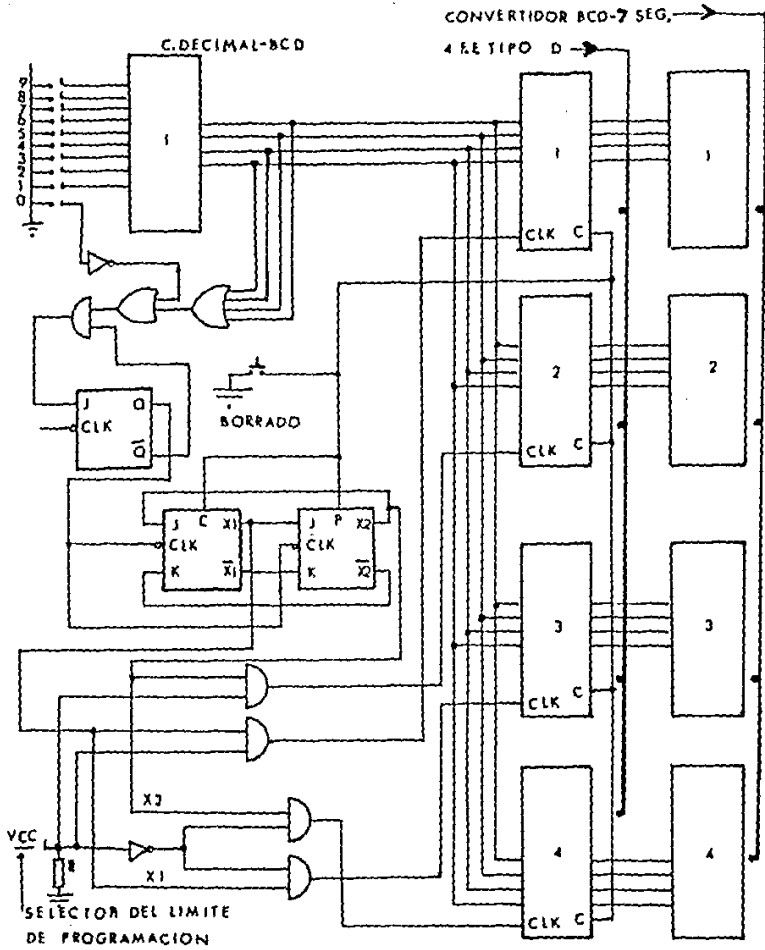 CONVERTIDOR BCD-7 SEG,
C.DECIMAL-BCD
4 F.E TIPO D
9
8
7
6
5
4
3
2
1
0
1
1
1
CLK C
2
2
CLK C
BORRADO
J Q
CLK
Q
J C X1
CLK
K X1
J P X2
CLK
K X2
3
3
CLK C
X2
VCC
R
X1
4
4
CLK C
SELECTOR DEL LIMITE
DE PROGRAMACION